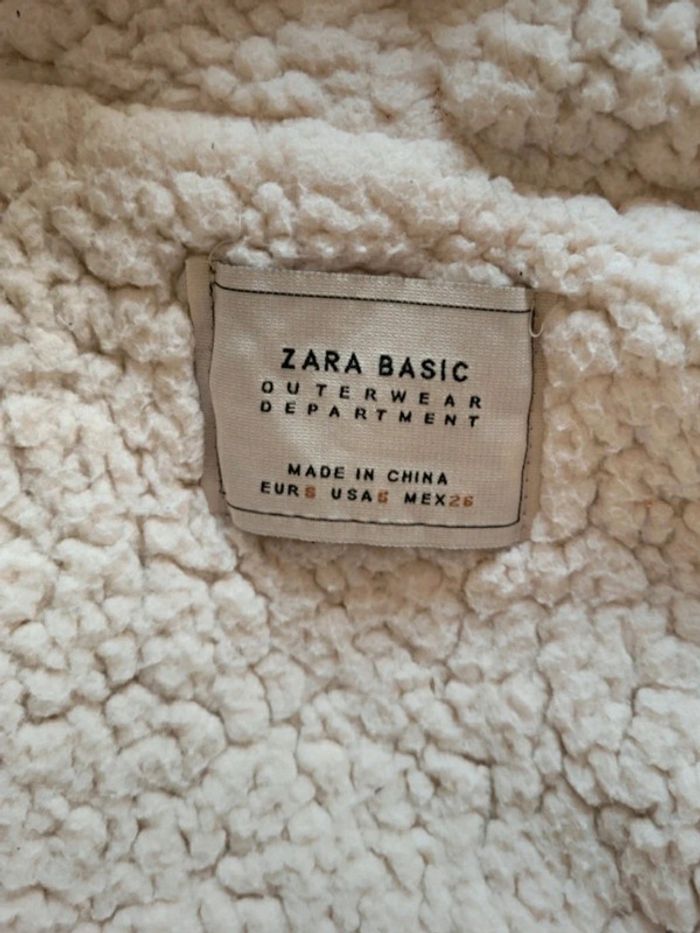 ZARA BASIC
OUTERWEAR
DEPARTMENT
MADE IN CHINA
EUR S USA S MEX 26